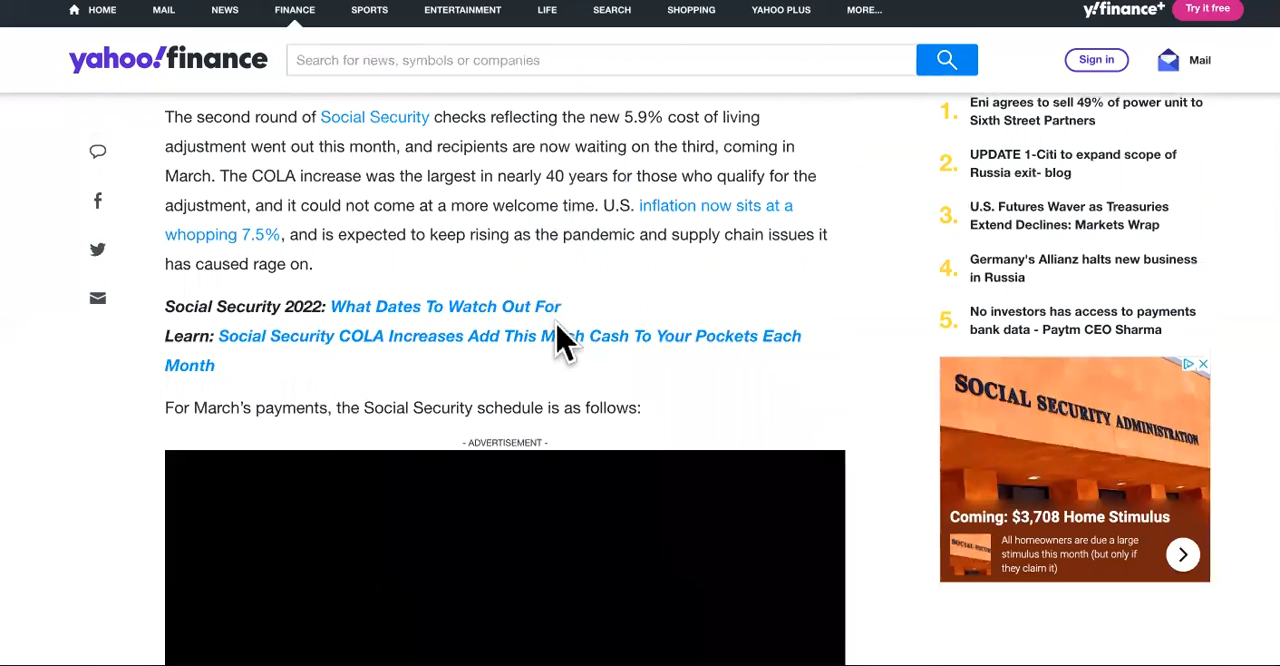 HOME MAIL NEWS FINANCE SPORTS ENTERTAINMENT LIFE SEARCH SHOPPING YAHOO PLUS MORE... y!finance+ Try it free
yahoo!finance Search for news, symbols or companies Sign in Mail
The second round of Social Security checks reflecting the new 5.9% cost of living
adjustment went out this month, and recipients are now waiting on the third, coming in
March. The COLA increase was the largest in nearly 40 years for those who qualify for the
adjustment, and it could not come at a more welcome time. U.S. inflation now sits at a
whopping 7.5%, and is expected to keep rising as the pandemic and supply chain issues it
has caused rage on.
Social Security 2022: What Dates To Watch Out For
Learn: Social Security COLA Increases Add This Much Cash To Your Pockets Each
Month
For March's payments, the Social Security schedule is as follows:
- ADVERTISEMENT -
1. Eni agrees to sell 49% of power unit to
Sixth Street Partners
2. UPDATE 1-Citi to expand scope of
Russia exit- blog
3. U.S. Futures Waver as Treasuries
Extend Declines: Markets Wrap
4. Germany's Allianz halts new business
in Russia
5. No investors has access to payments
bank data - Paytm CEO Sharma
SOCIAL SECURITY ADMINISTRATION
Coming: $3,708 Home Stimulus
All homeowners are due a large
stimulus this month (but only if
they claim it)